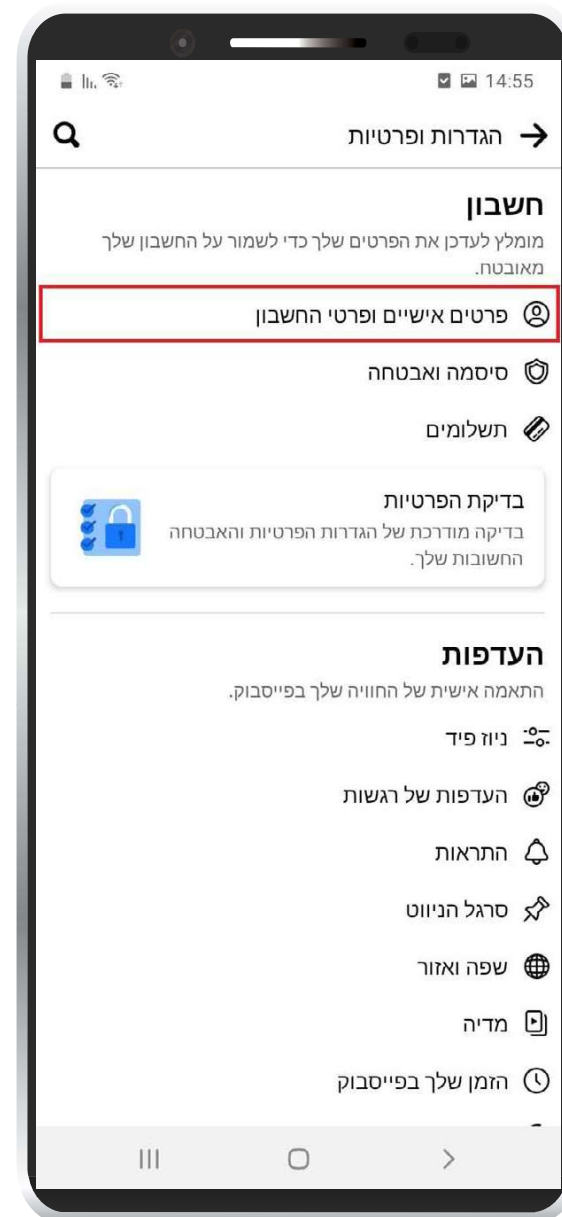 14:55
הגדרות ופרטיות
חשבון
מומלץ לעדכן את הפרטים שלך כדי לשמור על החשבון שלך
מאובטח.
פרטים אישיים ופרטי החשבון
סיסמה ואבטחה
תשלומים
בדיקת הפרטיות
בדיקה מודרכת של הגדרות הפרטיות והאבטחה
החשובות שלך.
העדפות
התאמה אישית של החוויה שלך בפייסבוק.
ניוז פיד
העדפות של רגשות
התראות
סרגל הניווט
שפה ואזור
מדיה
הזמן שלך בפייסבוק